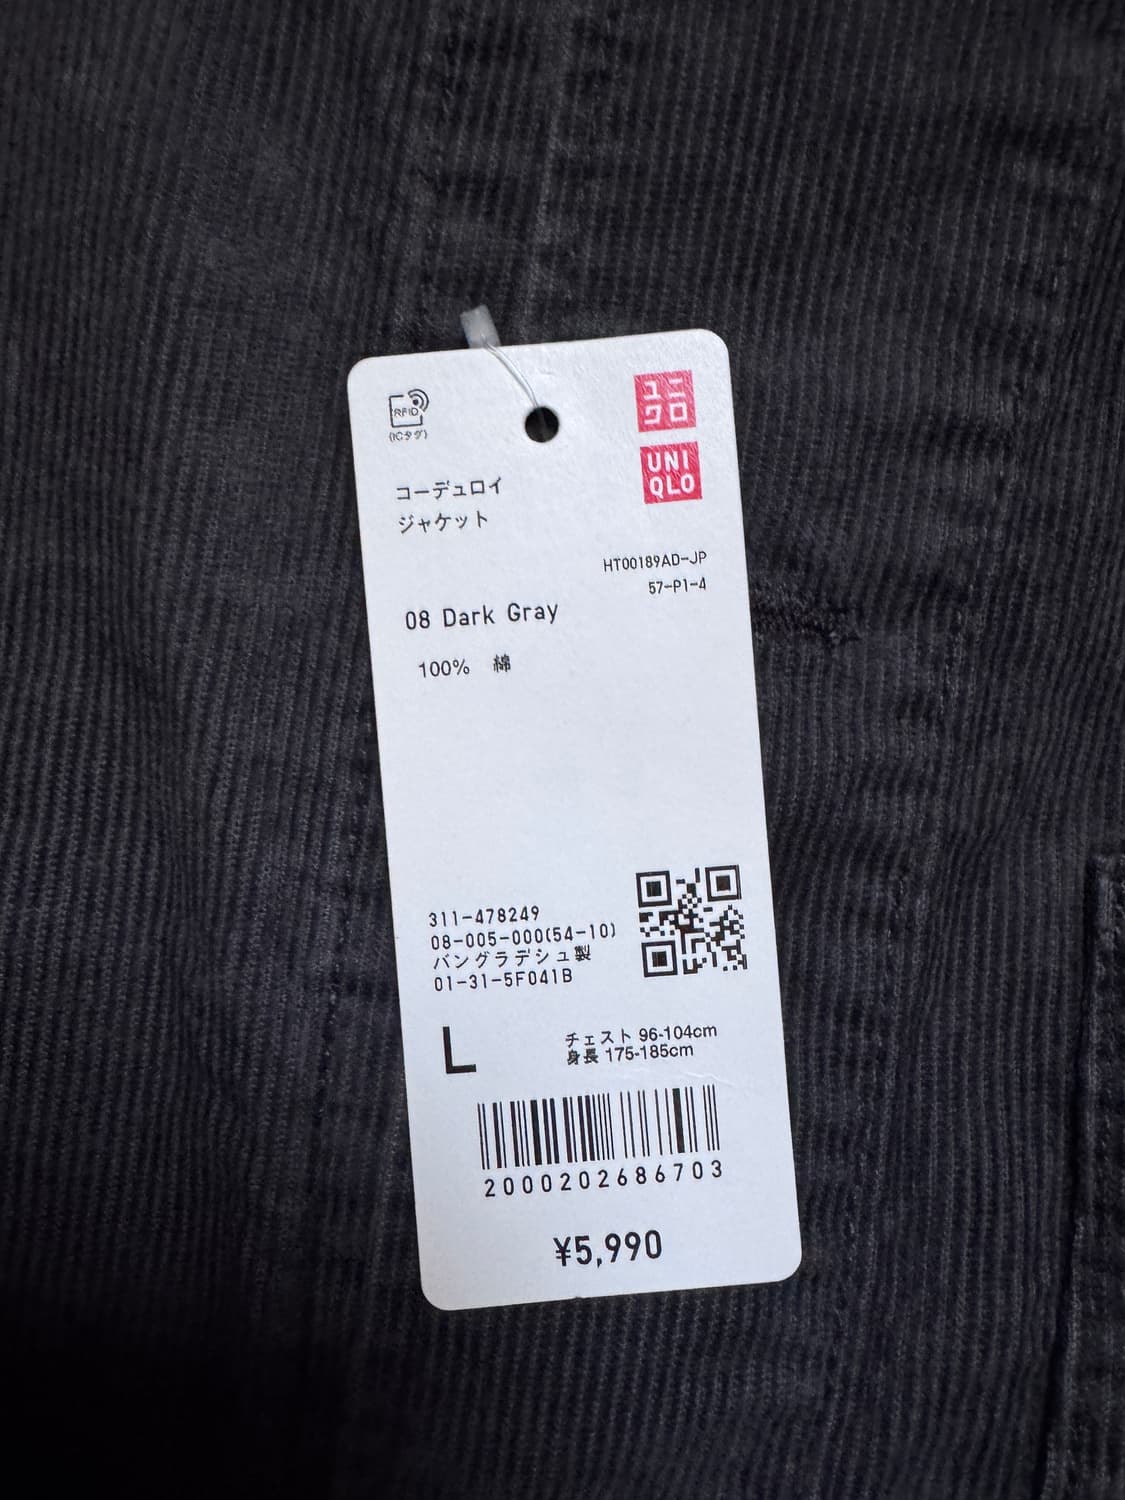 RFID
(ICタグ)
ユニ
クロ
UNI
QLO
コーデュロイ
ジャケット
HT00189AD-JP
57-P1-4
08 Dark Gray
100% 綿
311-478249
08-005-000(54-10)
バングラデシュ製
01-31-5F041B
L
チェスト 96-104cm
身長 175-185cm
2000202686703
¥5,990